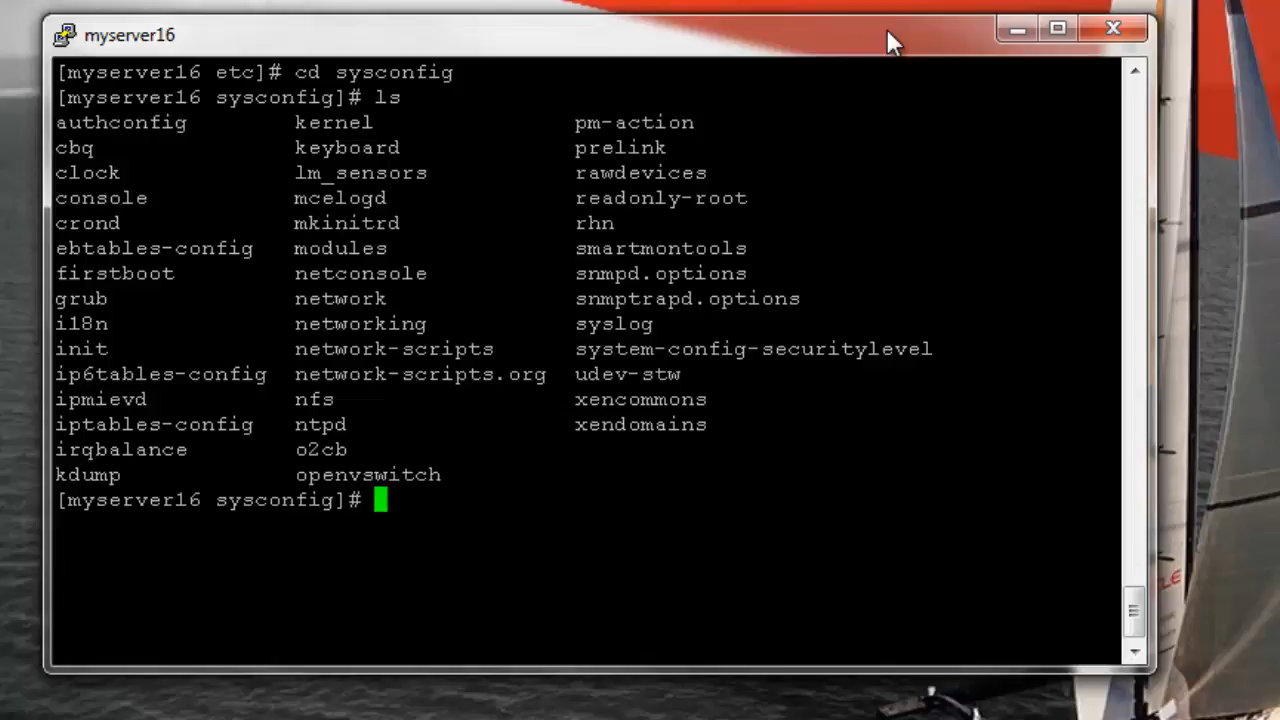 myserver16
[myserver16 etc]# cd sysconfig
[myserver16 sysconfig]# ls
authconfig kernel pm-action
cbq keyboard prelink
clock lm_sensors rawdevices
console mcelogd readonly-root
crond mkinitrd rhn
ebtables-config modules smartmontools
firstboot netconsole snmpd.options
grub network snmptrapd.options
i18n networking syslog
init network-scripts system-config-securitylevel
ip6tables-config network-scripts.org udev-stw
ipmievd nfs xencommons
iptables-config ntpd xendomains
irqbalance o2cb
kdump openvswitch
[myserver16 sysconfig]#